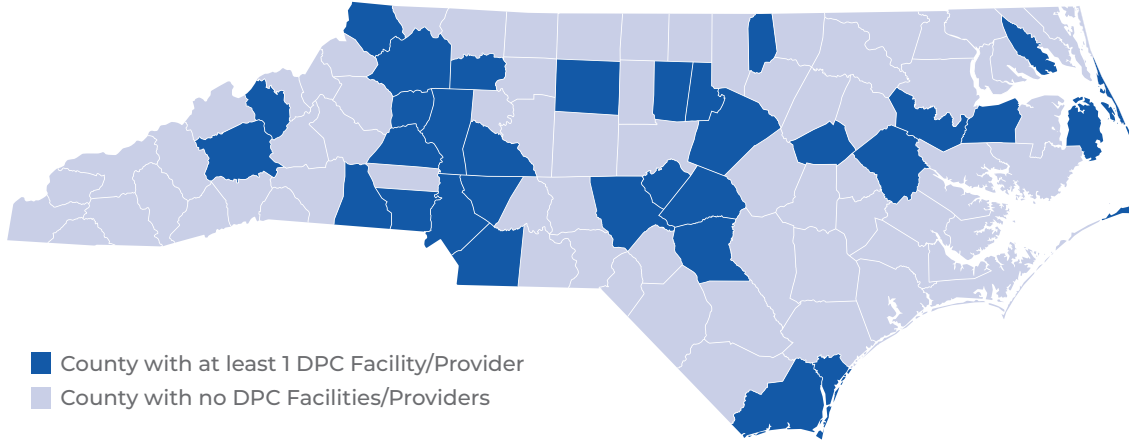 County with at least 1 DPC Facility/Provider
County with no DPC Facilities/Providers